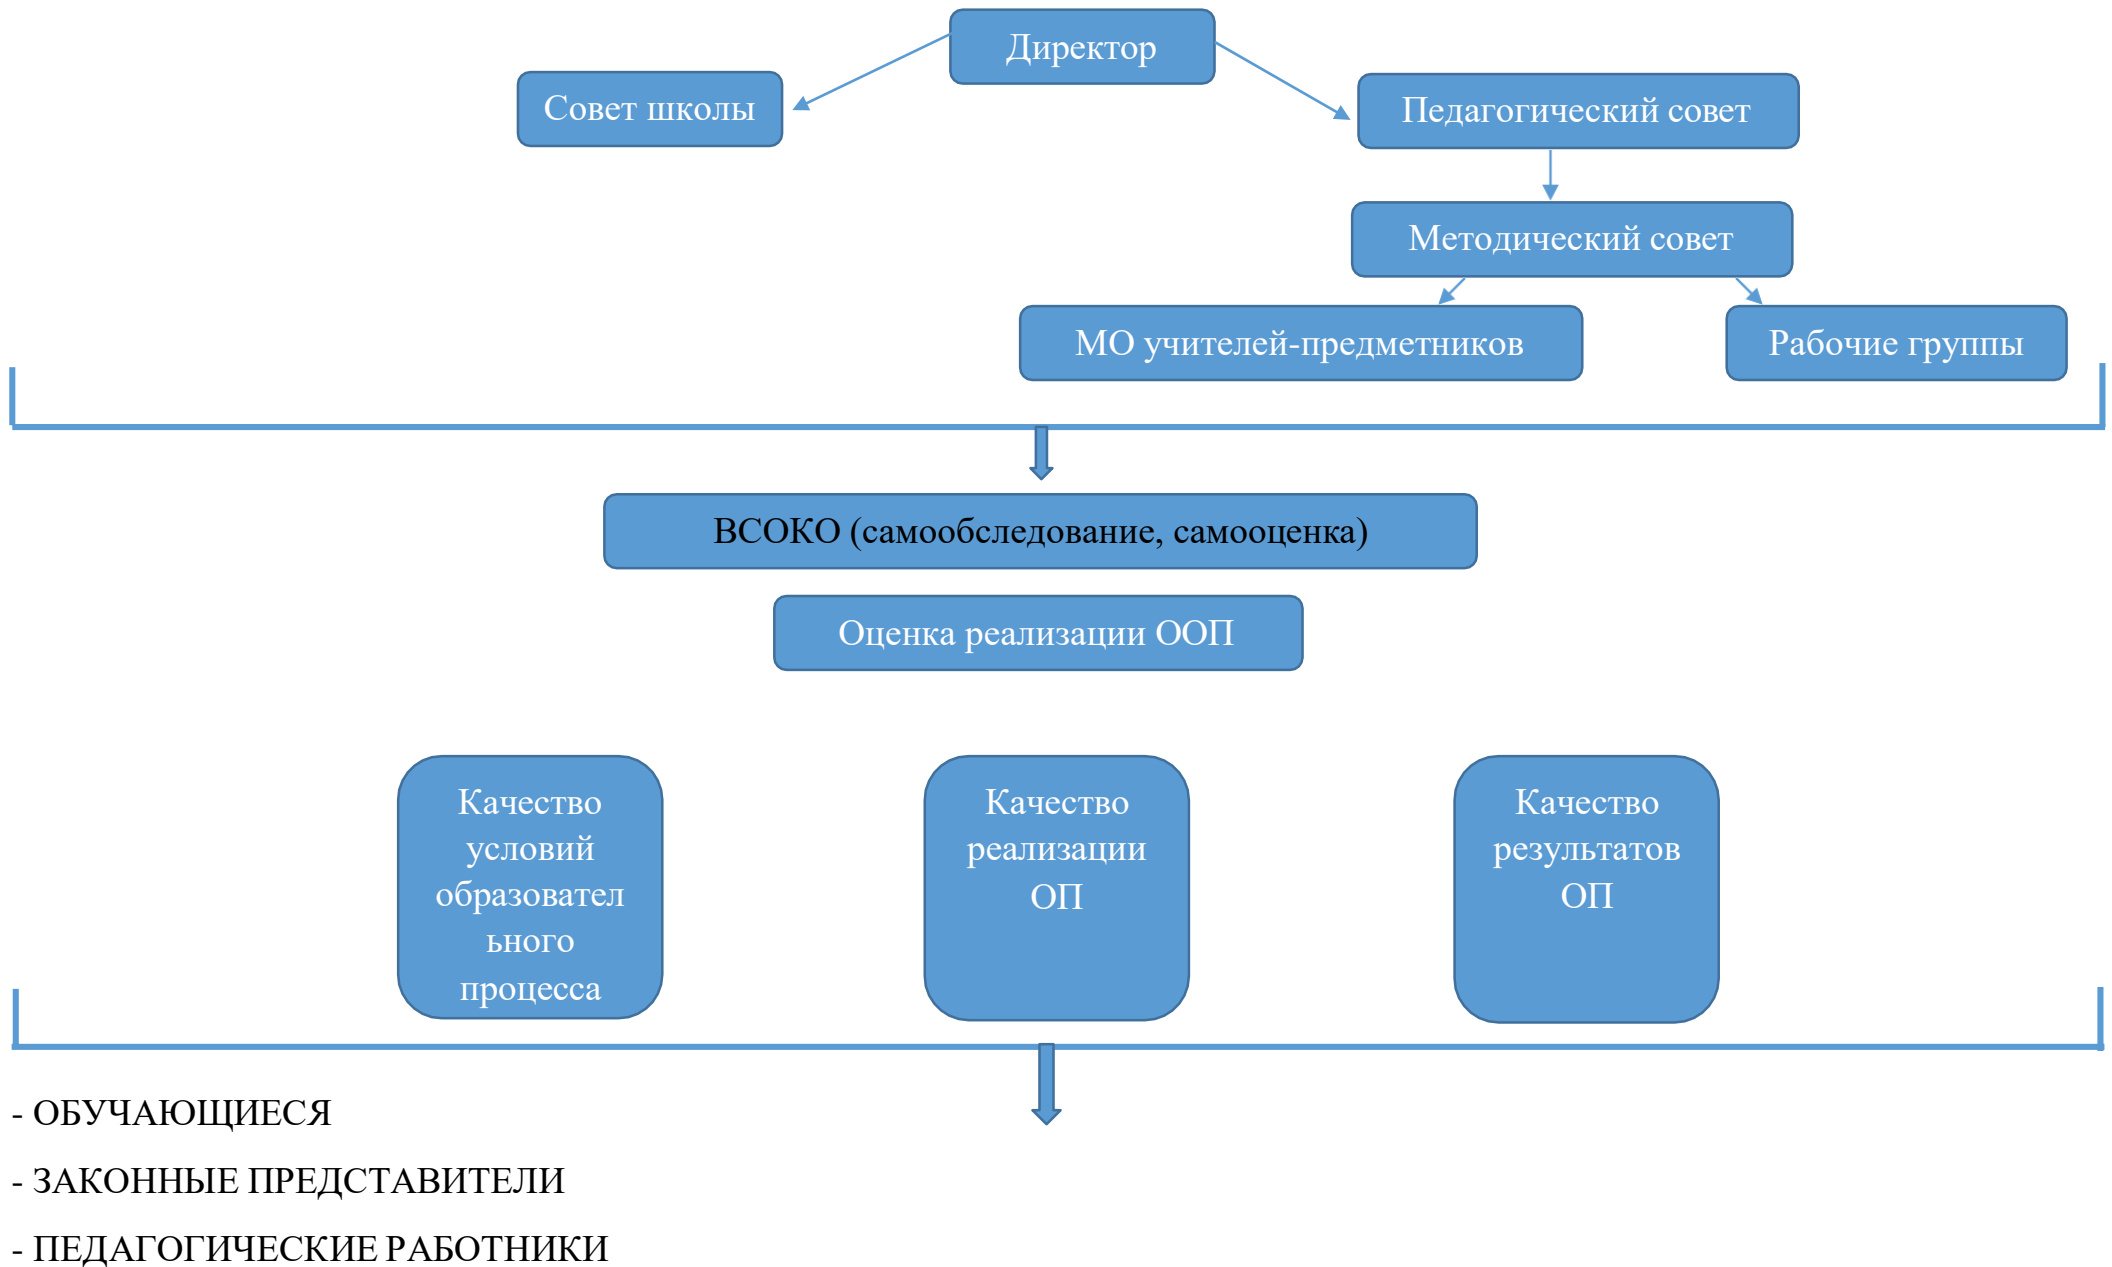 Директор
Совет школы
Педагогический совет
Методический совет
МО учителей-предметников
Рабочие группы
ВСОКО (самообследование, самооценка)
Оценка реализации ООП
Качество
условий
образовател
ьного
процесса
Качество
реализации
ОП
Качество
результатов
ОП
- ОБУЧАЮЩИЕСЯ
- ЗАКОННЫЕ ПРЕДСТАВИТЕЛИ
- ПЕДАГОГИЧЕСКИЕ РАБОТНИКИ